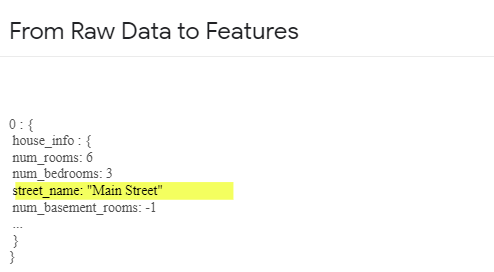 From Raw Data to Features
0 : {
house_info : {
num_rooms: 6
num_bedrooms: 3
street_name: "Main Street"
num_basement_rooms: -1
...
}
}